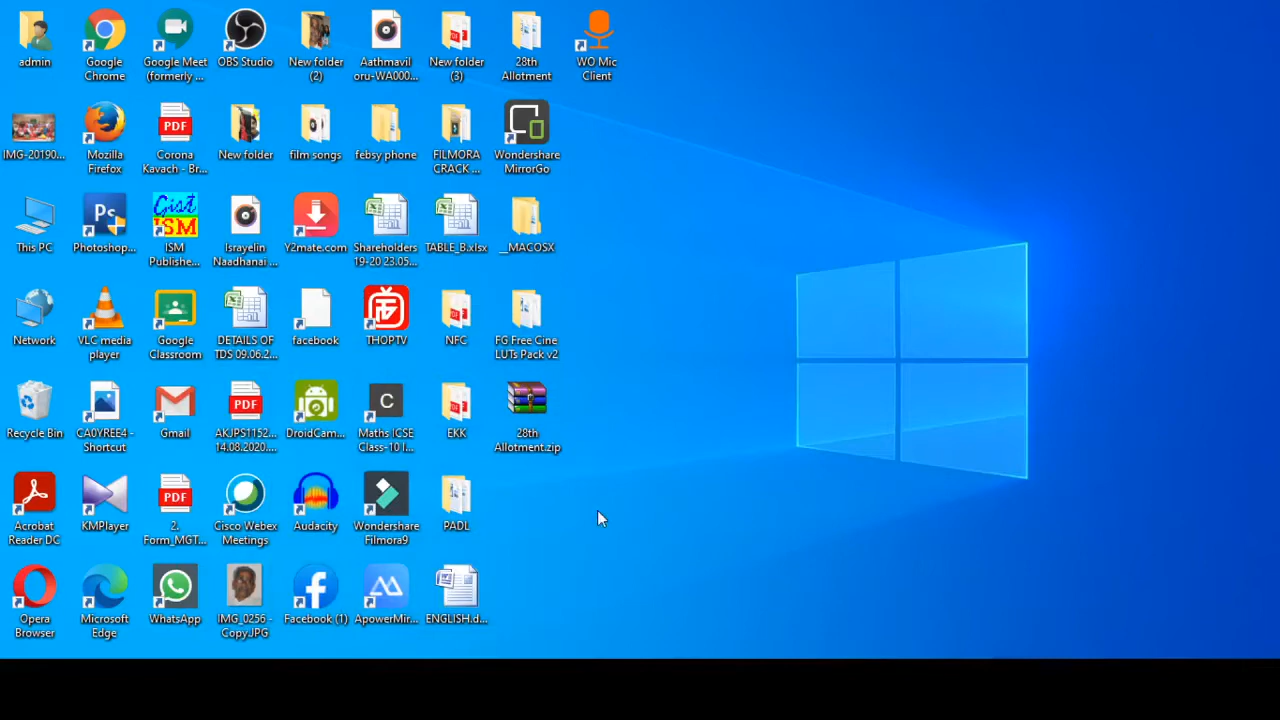 admin
Google
Chrome
Google Meet
(formerly ...
OBS Studio
New folder
(2)
Aathmavil
oru-WA000...
New folder
(3)
28th
Allotment
WO Mic
Client
IMG-20190...
Mozilla
Firefox
PDF
Corona
Kavach - Br...
New folder
film songs
febsy phone
FILMORA
CRACK ...
Wondershare
MirrorGo
This PC
Ps
Photoshop...
Gist
ISM
ISM
Publishe...
Israyelin
Naadhanai ...
Y2mate.com
Shareholders
19-20 23.05...
TABLE_B.xlsx
__MACOSX
Network
VLC media
player
Google
Classroom
DETAILS OF
TDS 09.06.2...
facebook
THOPTV
NFC
FG Free Cine
LUTs Pack v2
Recycle Bin
CA0YREE4 -
Shortcut
Gmail
PDF
AKJPS1152...
14.08.2020....
DroidCam...
C
Maths ICSE
Class-10 I...
EKK
28th
Allotment.zip
Acrobat
Reader DC
KMPlayer
PDF
2.
Form_MGT...
Cisco Webex
Meetings
Audacity
Wondershare
Filmora9
PADL
Opera
Browser
Microsoft
Edge
WhatsApp
IMG_0256 -
Copy.JPG
Facebook (1)
ApowerMir...
ENGLISH.d...